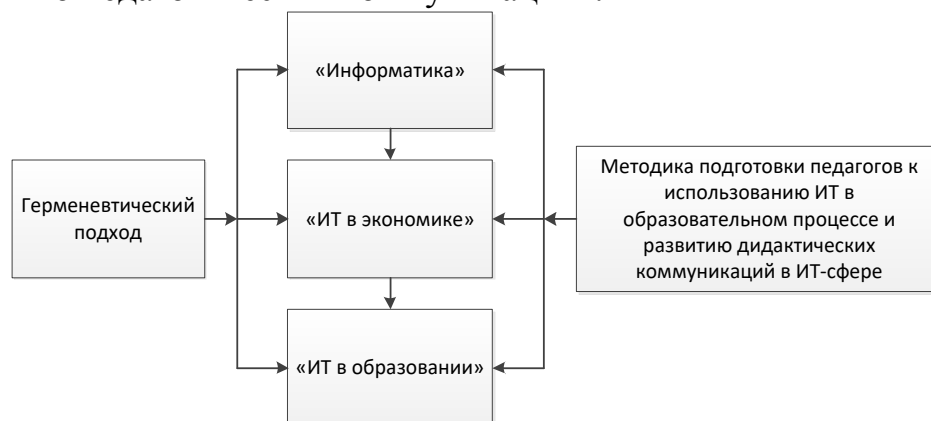 «Информатика»
Герменевтический
подход
«ИТ в экономике»
Методика подготовки педагогов к
использованию ИТ в
образовательном процессе и
развитию дидактических
коммуникаций в ИТ-сфере
«ИТ в образовании»